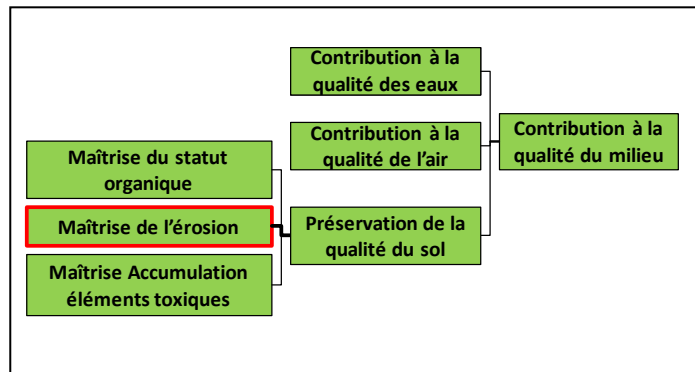 Contribution à la
qualité des eaux
Contribution à la
qualité de l'air
Contribution à la
qualité du milieu
Maîtrise du statut
organique
Maîtrise de l'érosion
Préservation de la
qualité du sol
Maîtrise Accumulation
éléments toxiques